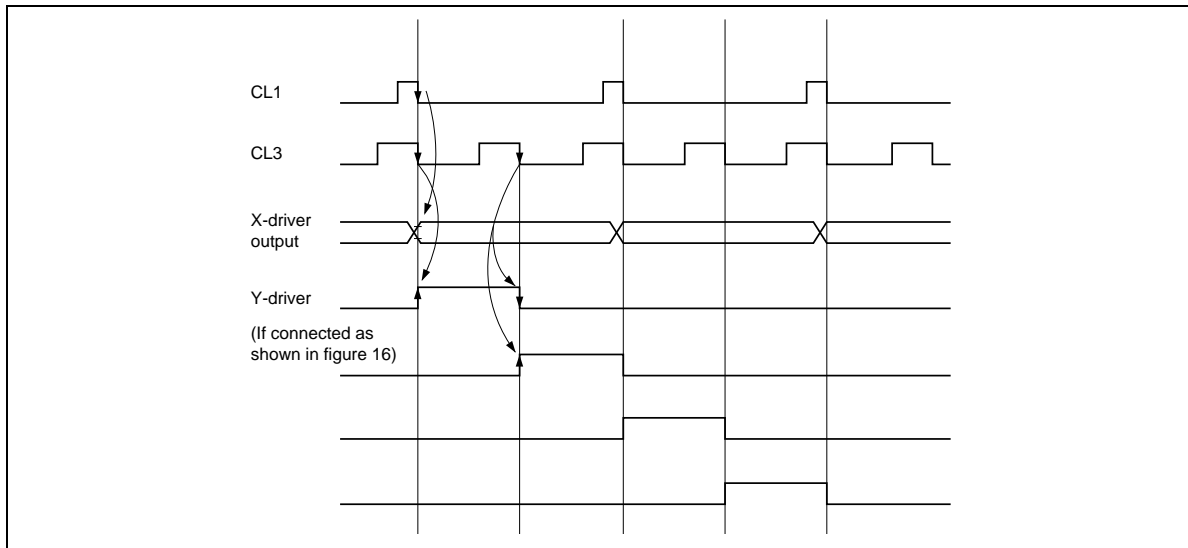 CL1
CL3
X-driver
output
Y-driver
(If connected as
shown in figure 16)